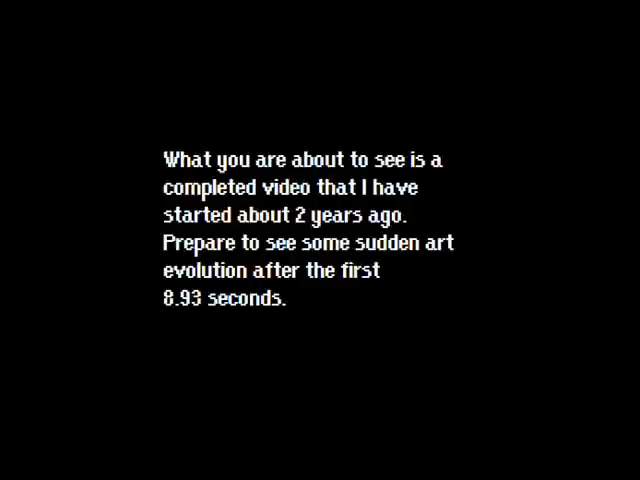 What you are about to see is a
completed video that I have
started about 2 years ago.
Prepare to see some sudden art
evolution after the first
8.93 seconds.